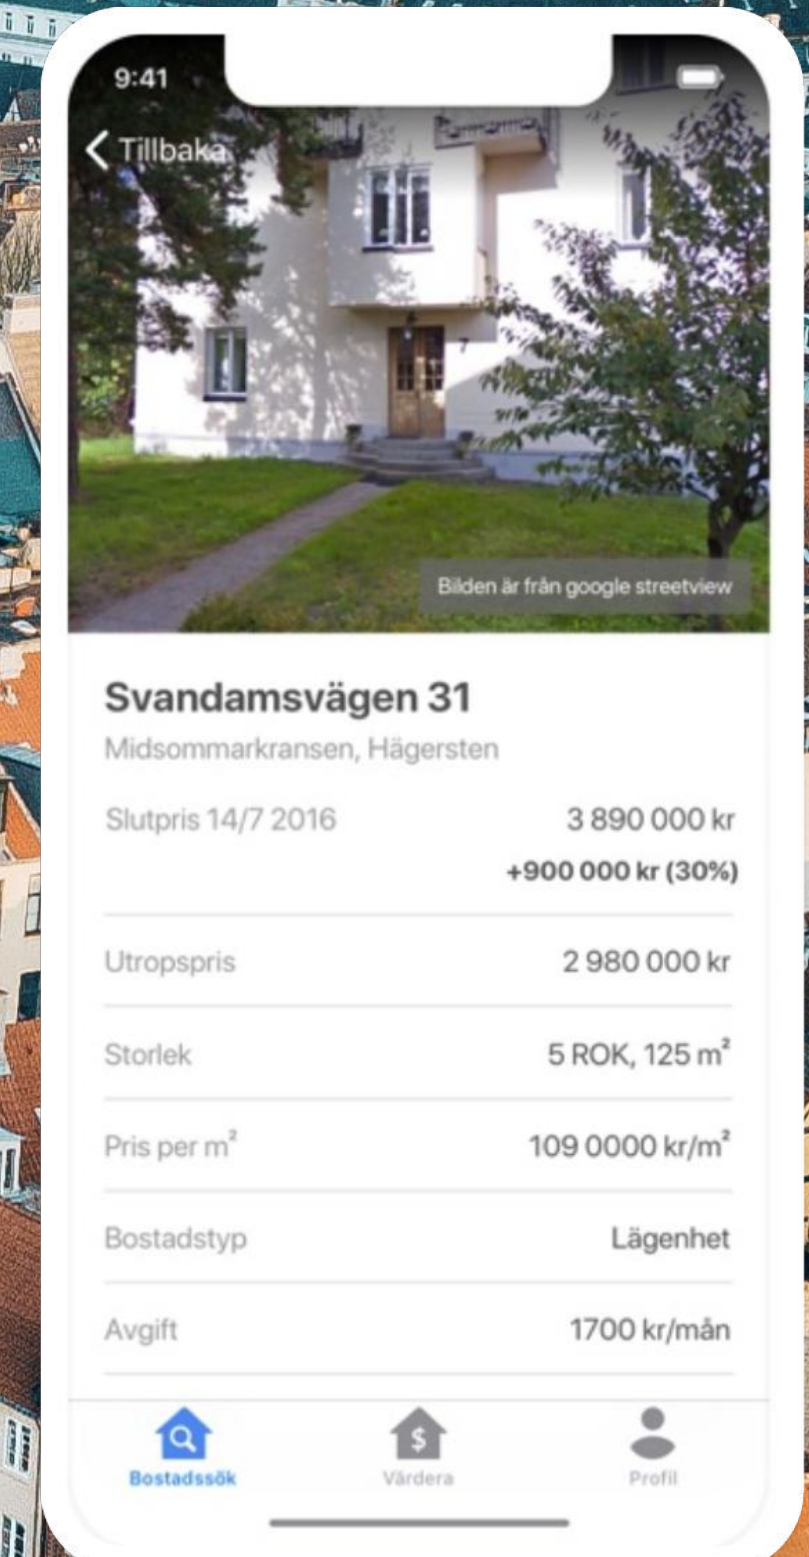 9:41
Tillbaka
7
Bilden är från google streetview
Svandamsvägen 31
Midsommarkransen, Hägersten
Slutpris 14/7 2016 3 890 000 kr
+900 000 kr (30%)
Utropspris 2 980 000 kr
Storlek 5 ROK, 125 m²
Pris per m² 109 0000 kr/m²
Bostadstyp Lägenhet
Avgift 1700 kr/mån
$
Bostadssök Värdera Profil